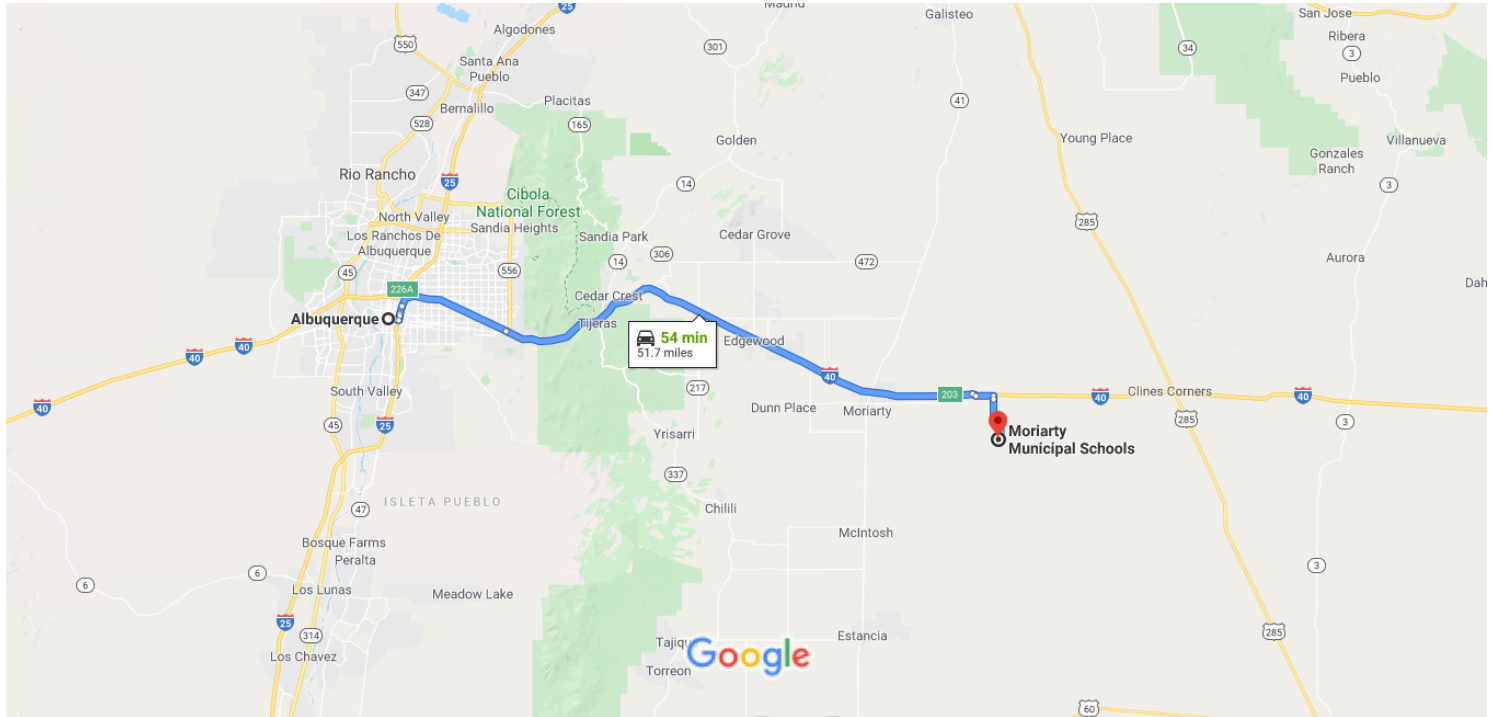 Madrid
Galisteo
San Jose
25
Algodones
Ribera
550
301
34
3
Santa Ana
Pueblo
Pueblo
347
Placitas
41
Bernalillo
528
165
Golden
Young Place
Villanueva
Gonzales
Ranch
Rio Rancho
25
14
3
Cibola
National Forest
North Valley
285
Sandia Heights
Los Ranchos De
Albuquerque
Sandia Park
Cedar Grove
306
14
472
Aurora
45
556
Dah
226A
Cedar Crest
Albuquerque
Tijeras
54 min
51.7 miles
Edgewood
40
40
40
217
South Valley
203
40
Clines Corners
40
40
Dunn Place
Moriarty
285
3
45
25
Yrisarri
Moriarty
Municipal Schools
337
ISLETA PUEBLO
47
Chilili
McIntosh
Bosque Farms
Peralta
6
6
3
Los Lunas
Meadow Lake
25
314
Estancia
285
Tajiqu
Google
Los Chavez
Torreon
60